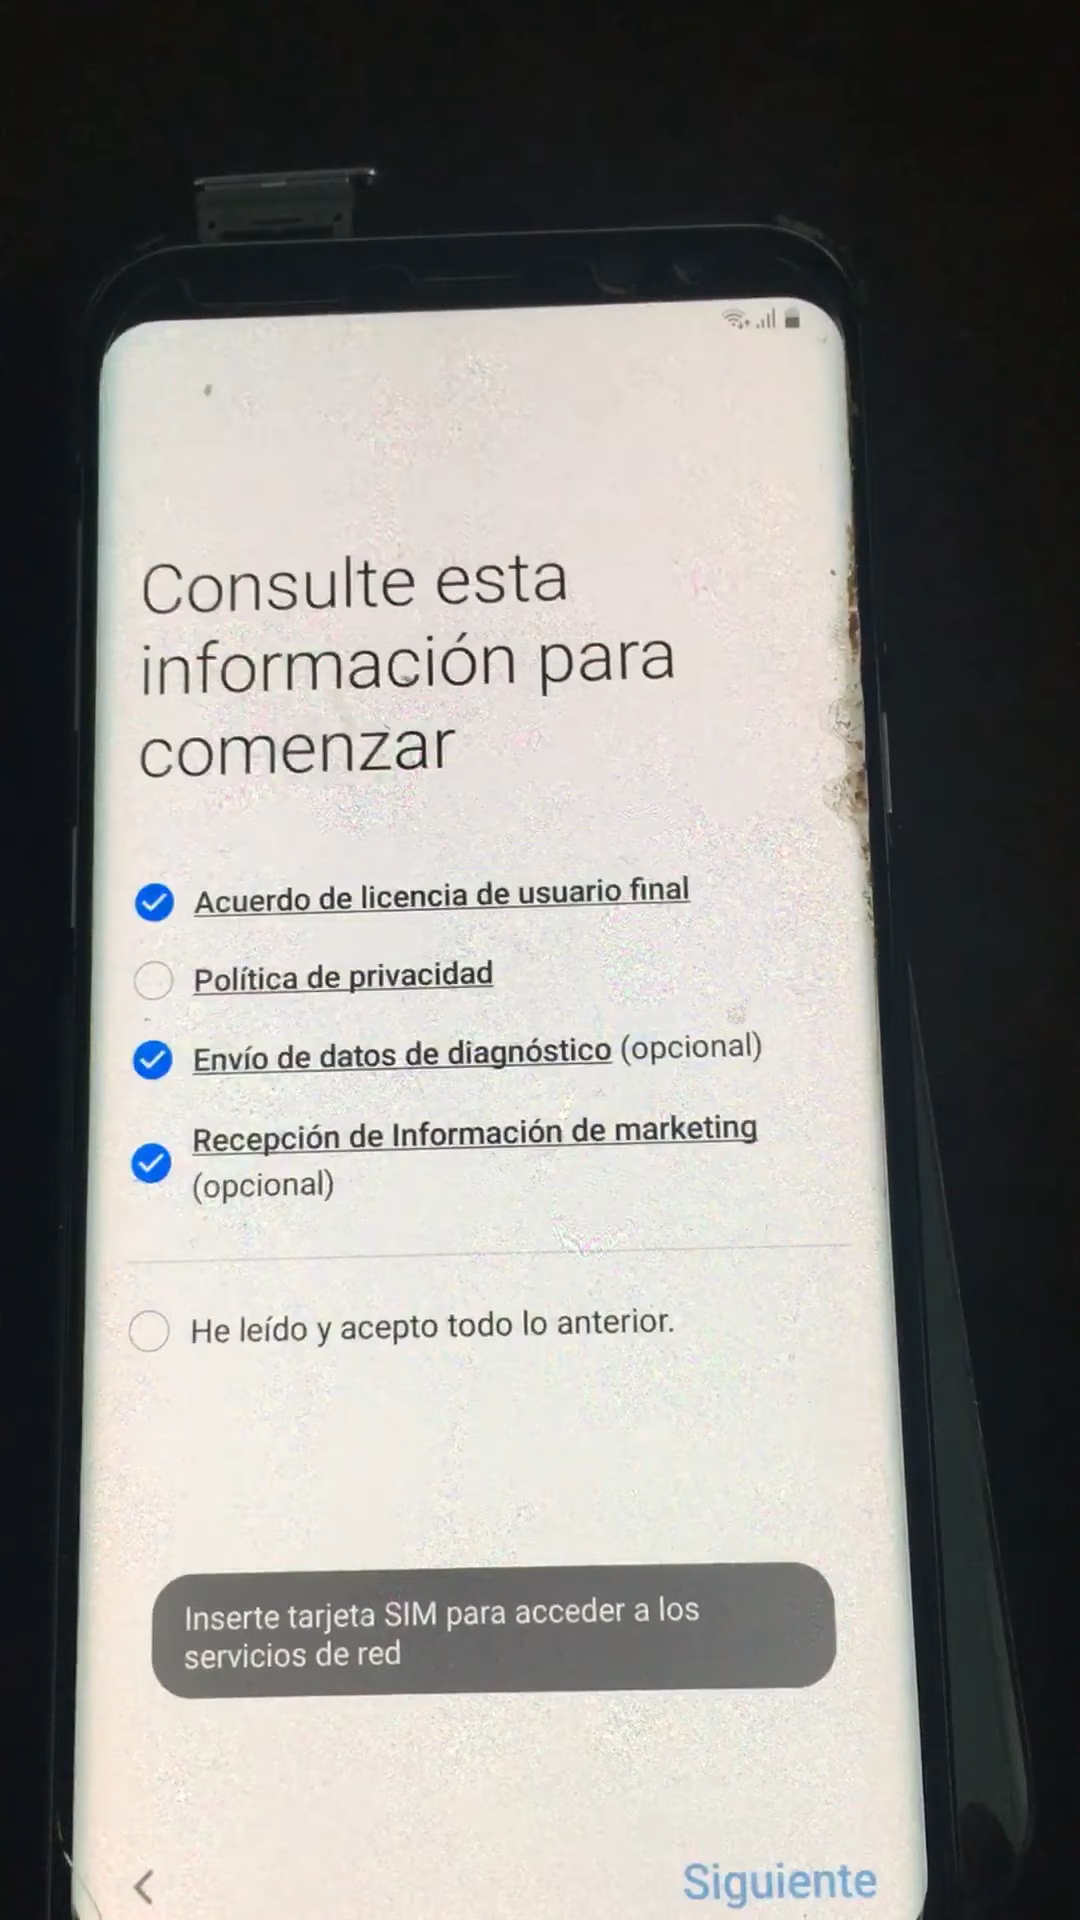 Consulte esta
información para
comenzar
Acuerdo de licencia de usuario final
Política de privacidad
Envío de datos de diagnóstico (opcional)
Recepción de Información de marketing
(opcional)
He leído y acepto todo lo anterior.
Inserte tarjeta SIM para acceder a los
servicios de red
Siguiente